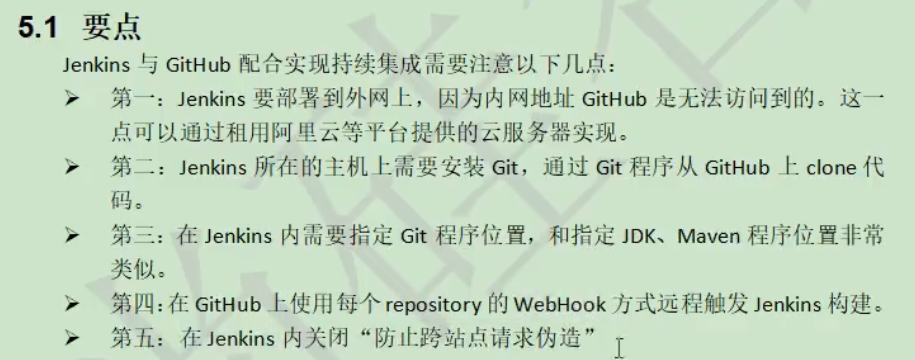 5.1 要点
Jenkins 与 GitHub 配合实现持续集成需要注意以下几点：
➢ 第一：Jenkins 要部署到外网上，因为内网地址 GitHub 是无法访问到的。这一
点可以通过租用阿里云等平台提供的云服务器实现。
➢ 第二：Jenkins 所在的主机上需要安装 Git，通过 Git 程序从 GitHub 上 clone 代
码。
➢ 第三：在 Jenkins 内需要指定 Git 程序位置，和指定 JDK、Maven 程序位置非常
类似。
➢ 第四：在 GitHub 上使用每个 repository 的 WebHook 方式远程触发 Jenkins 构建。
➢ 第五：在 Jenkins 内关闭“防止跨站点请求伪造”